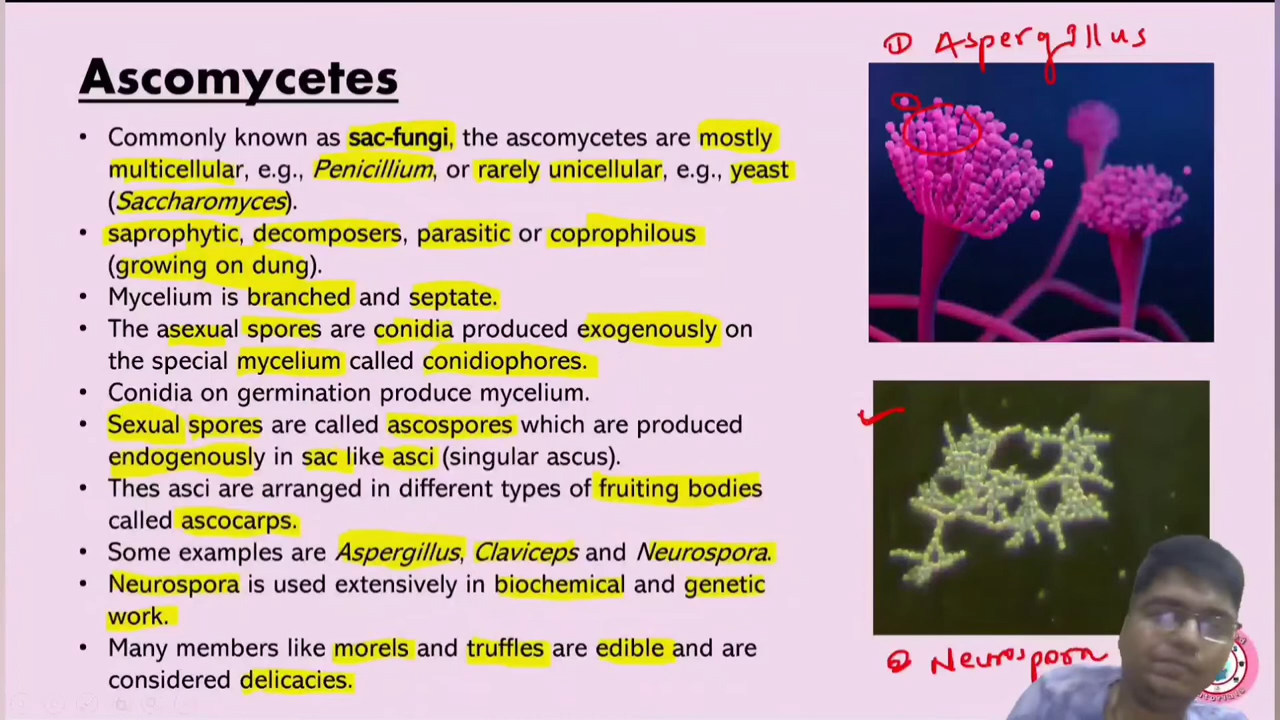 ① Aspergillus
Ascomycetes
• Commonly known as sac-fungi, the ascomycetes are mostly
multicellular, e.g., Penicillium, or rarely unicellular, e.g., yeast
(Saccharomyces).
• saprophytic, decomposers, parasitic or coprophilous
(growing on dung).
• Mycelium is branched and septate.
• The asexual spores are conidia produced exogenously on
the special mycelium called conidiophores.
• Conidia on germination produce mycelium.
• Sexual spores are called ascospores which are produced
endogenously in sac like asci (singular ascus).
• Thes asci are arranged in different types of fruiting bodies
called ascocarps.
• Some examples are Aspergillus, Claviceps and Neurospora.
• Neurospora is used extensively in biochemical and genetic
work.
• Many members like morels and truffles are edible and are
considered delicacies.
② Neurospora